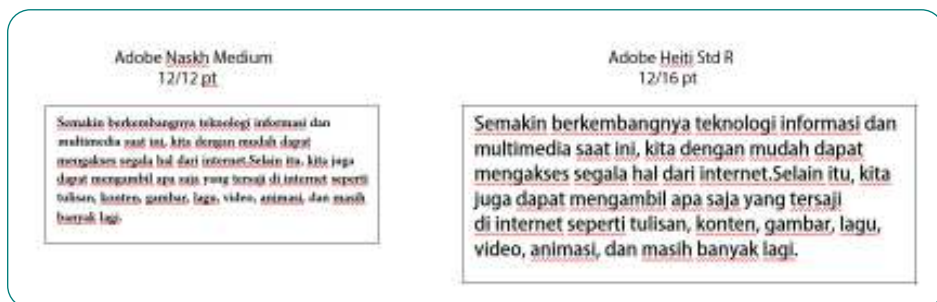 Adobe Naskh Medium
12/12 pt
Semakin berkembangnya teknologi informasi dan
multimedia saat ini, kita dengan mudah dapat
mengakses segala hal dari internet.Selain itu, kita juga
dapat mengambil apa saja yang tersaji di internet seperti
tulisan, konten, gambar, lagu, video, animasi, dan masih
banyak lagi.
Adobe Heiti Std R
12/16 pt
Semakin berkembangnya teknologi informasi dan
multimedia saat ini, kita dengan mudah dapat
mengakses segala hal dari internet.Selain itu, kita
juga dapat mengambil apa saja yang tersaji
di internet seperti tulisan, konten, gambar, lagu,
video, animasi, dan masih banyak lagi.